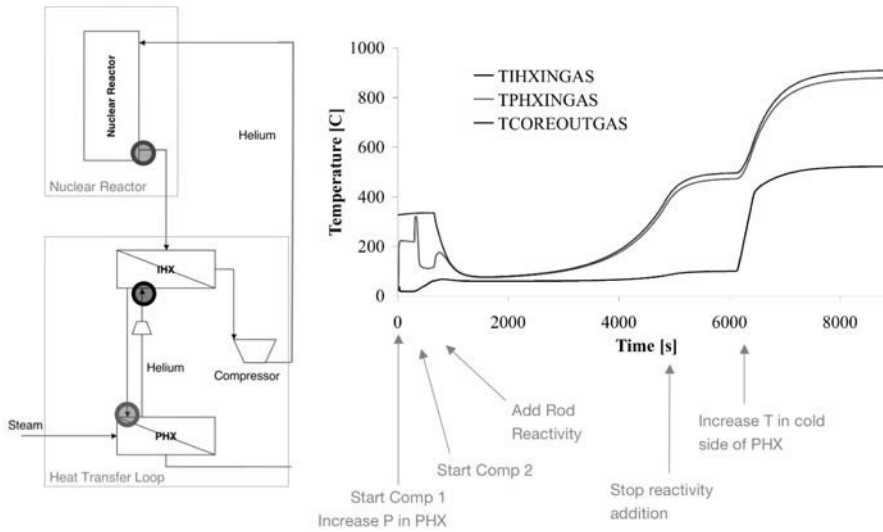 Nuclear Reactor
Helium
Nuclear Reactor
IHX
Helium
Compressor
Steam
PHX
Heat Transfer Loop
1000
800
600
400
200
0
Temperature [C]
TIHXINGAS
TPHXINGAS
TCOREOUTGAS
0
2000
4000
6000
8000
Time [s]
Add Rod
Reactivity
Start Comp 2
Start Comp 1
Increase P in PHX
Stop reactivity
addition
Increase T in cold
side of PHX